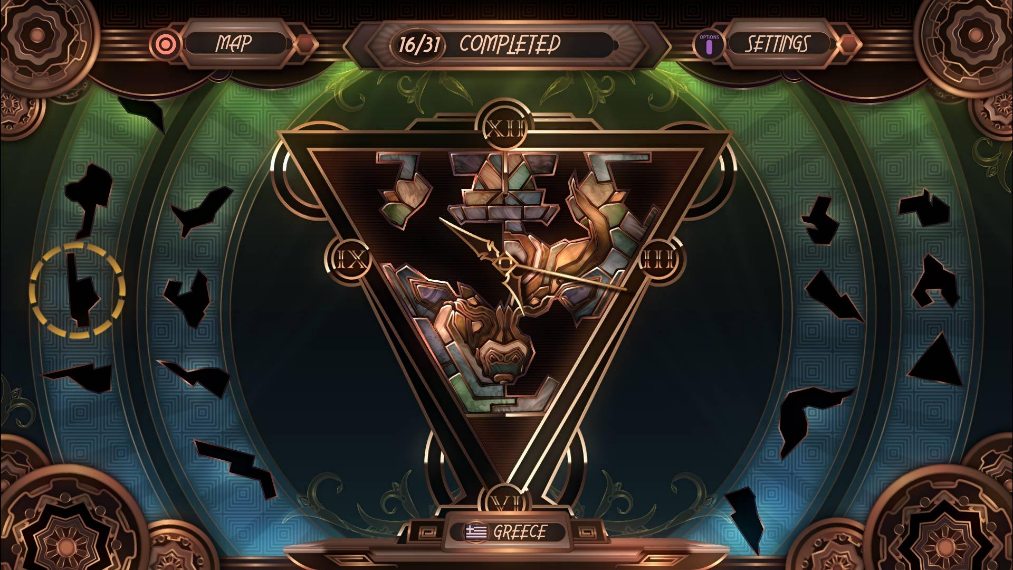 MAP
16/31 COMPLETED
OPTIONS
SETTINGS
XII
IX
III
VI
GREECE